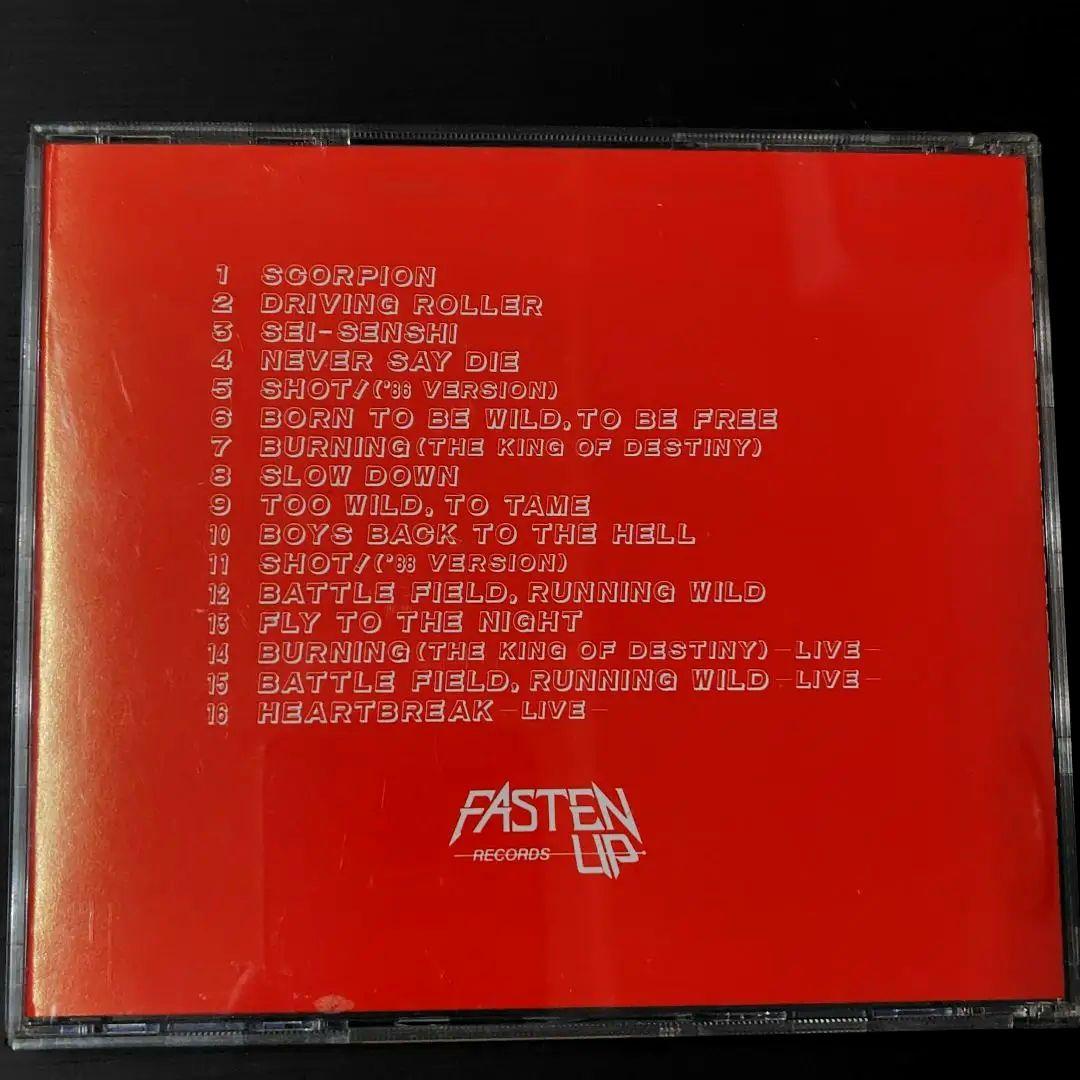 1 SCORPION
2 DRIVING ROLLER
3 SEI-SENSHI
4 NEVER SAY DIE
5 SHOT!('86 VERSION)
6 BORN TO BE WILD, TO BE FREE
7 BURNING(THE KING OF DESTINY)
8 SLOW DOWN
9 TOO WILD, TO TAME
10 BOYS BACK TO THE HELL
11 SHOT!('88 VERSION)
12 BATTLE FIELD, RUNNING WILD
13 FLY TO THE NIGHT
14 BURNING(THE KING OF DESTINY)-LIVE-
15 BATTLE FIELD, RUNNING WILD-LIVE-
16 HEARTBREAK-LIVE-
FASTEN
RECORDS UP